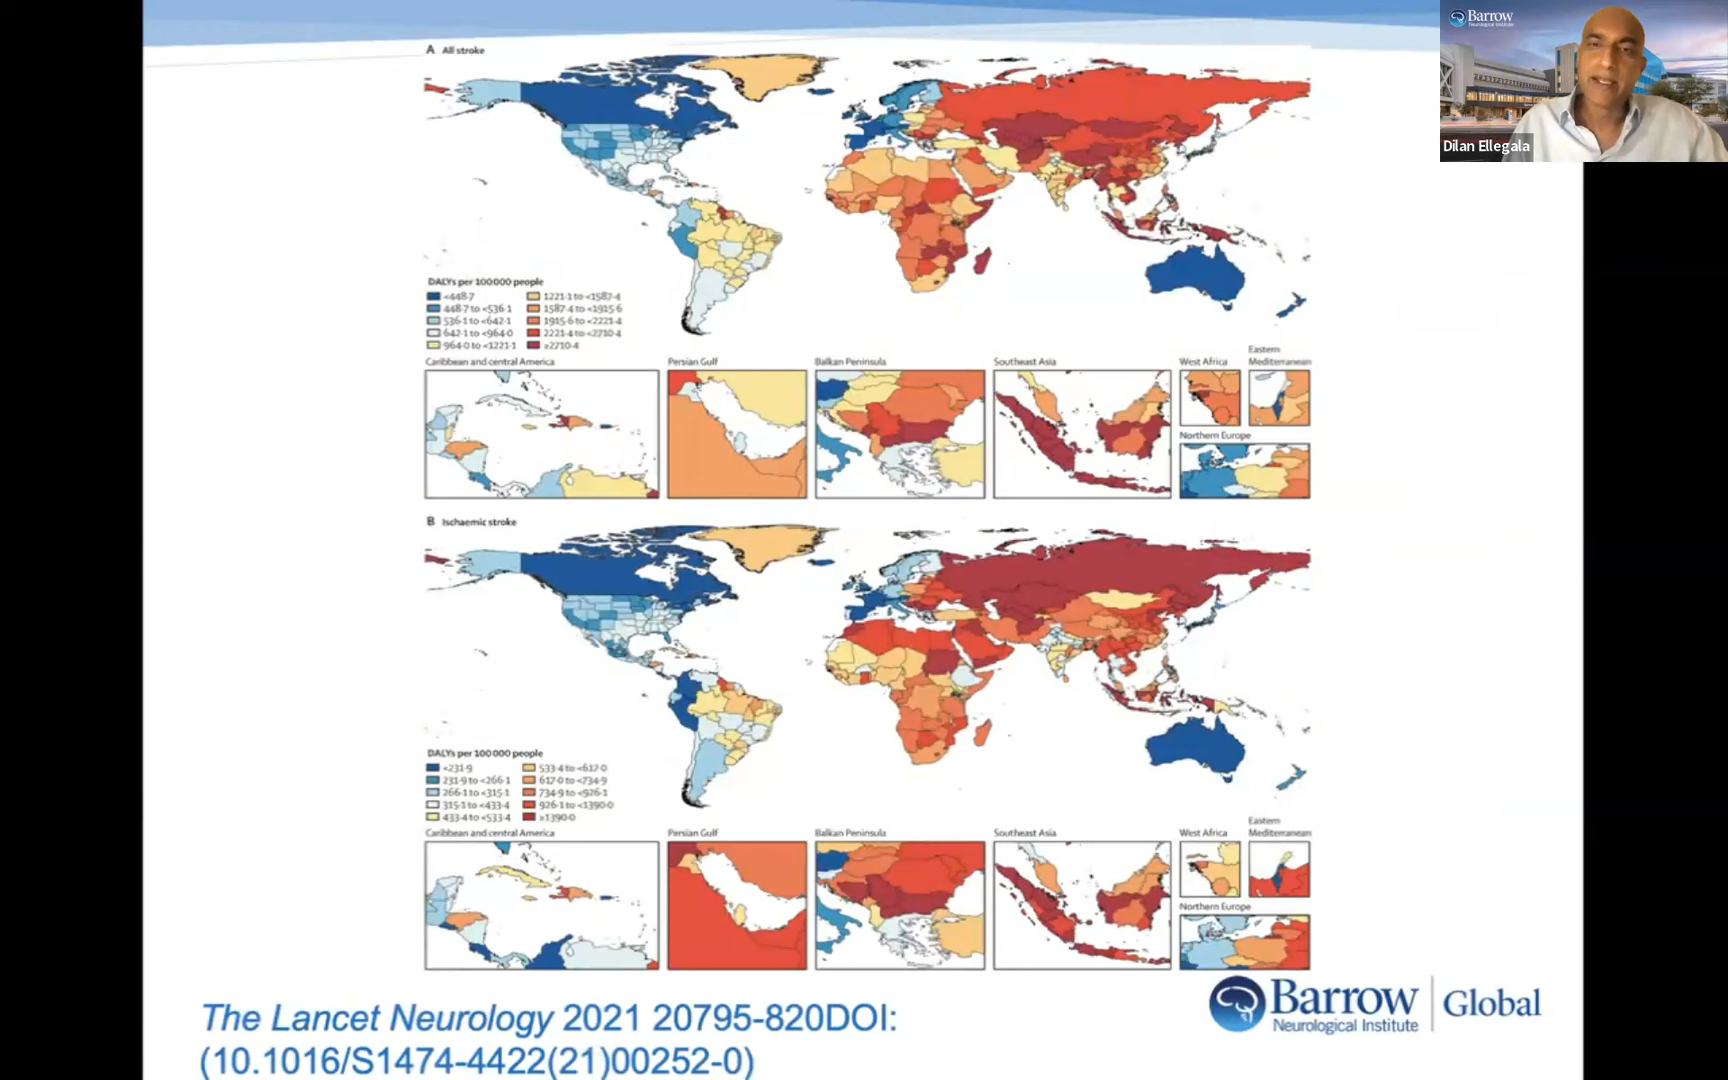 Barrow
Neurological Institute
Dilan Ellegala
A All stroke
DALYs per 100 000 people
<448·7
448·7 to <536·1
536·1 to <642·1
642·1 to <964·0
964·0 to <1221·1
1221·1 to <1587·4
1587·4 to <1915·6
1915·6 to <2221·4
2221·4 to <2710·4
≥2710·4
Caribbean and central America
Persian Gulf
Balkan Peninsula
Southeast Asia
West Africa
Eastern
Mediterranean
Northern Europe
B Ischaemic stroke
DALYs per 100 000 people
<231·9
231·9 to <266·1
266·1 to <315·1
315·1 to <433·4
433·4 to <533·4
533·4 to <617·0
617·0 to <734·9
734·9 to <926·1
926·1 to <1390·0
≥1390·0
Caribbean and central America
Persian Gulf
Balkan Peninsula
Southeast Asia
West Africa
Eastern
Mediterranean
Northern Europe
The Lancet Neurology 2021 20795-820DOI:
(10.1016/S1474-4422(21)00252-0)
Barrow
Neurological Institute
Global